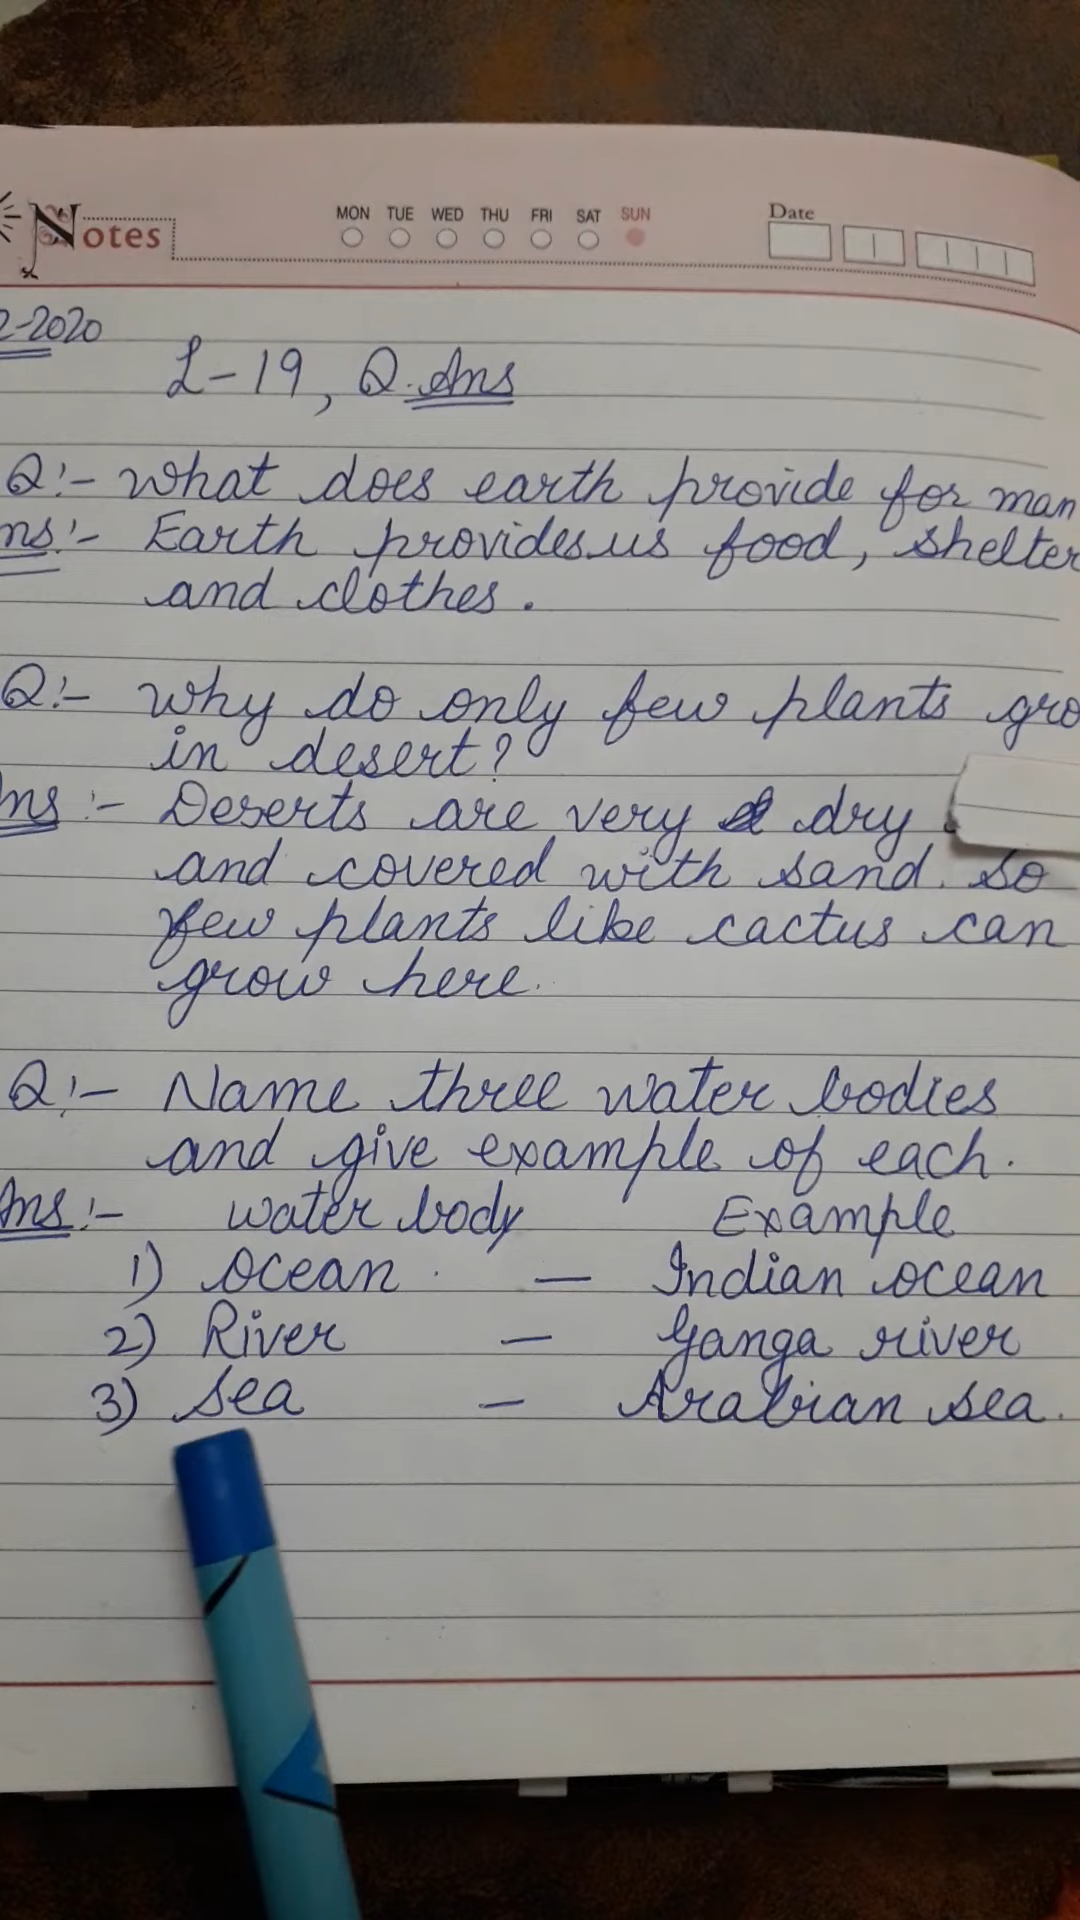 Notes
MON TUE WED THU FRI SAT SUN
Date
2-2020
L-19, Q.Ans
Q:- What does earth provide for man
ns:- Earth provides us food, shelter
and clothes.
Q:- Why do only few plants gro
in desert?
ns:- Deserts are very dry
and covered with sand. So
few plants like cactus can
grow here.
Q:- Name three water bodies
and give example of each.
Ans:- Water body Example
1) Ocean — Indian ocean
2) River — Ganga river
3) Sea — Arabian sea.